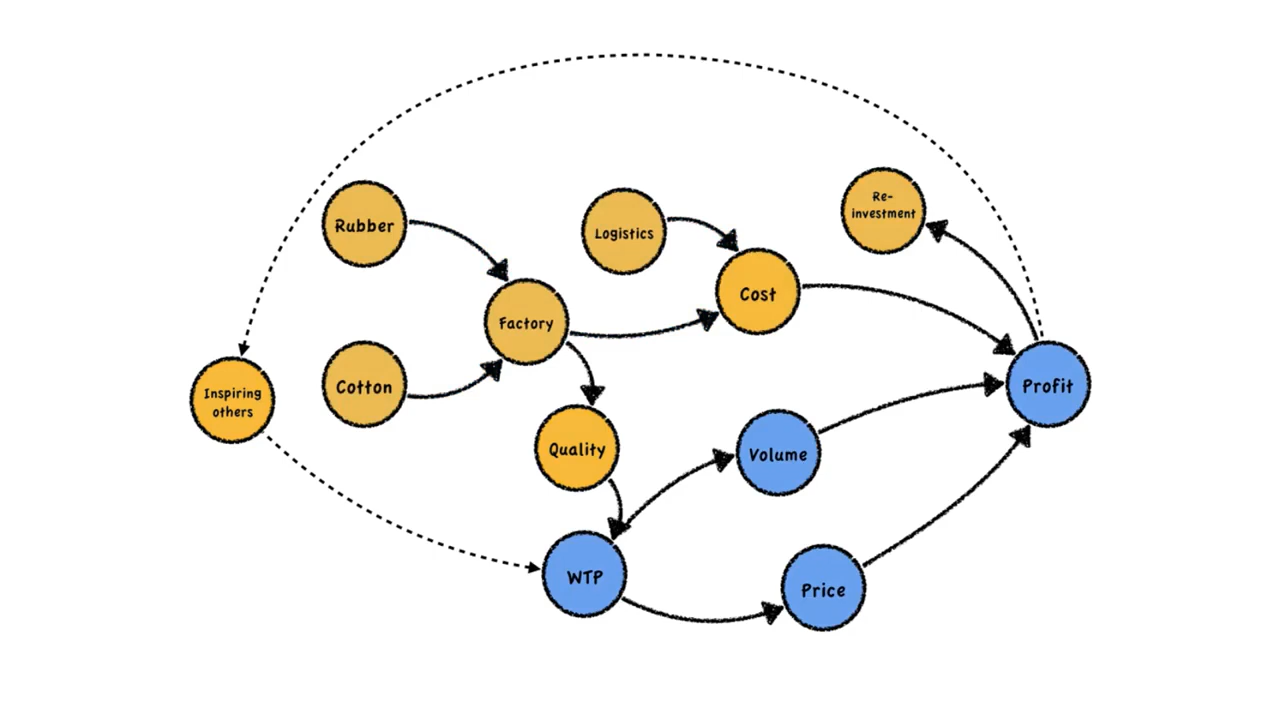 Re-
investment
Rubber
Logistics
Cost
Factory
Cotton
Profit
Inspiring
others
Quality
Volume
WTP
Price